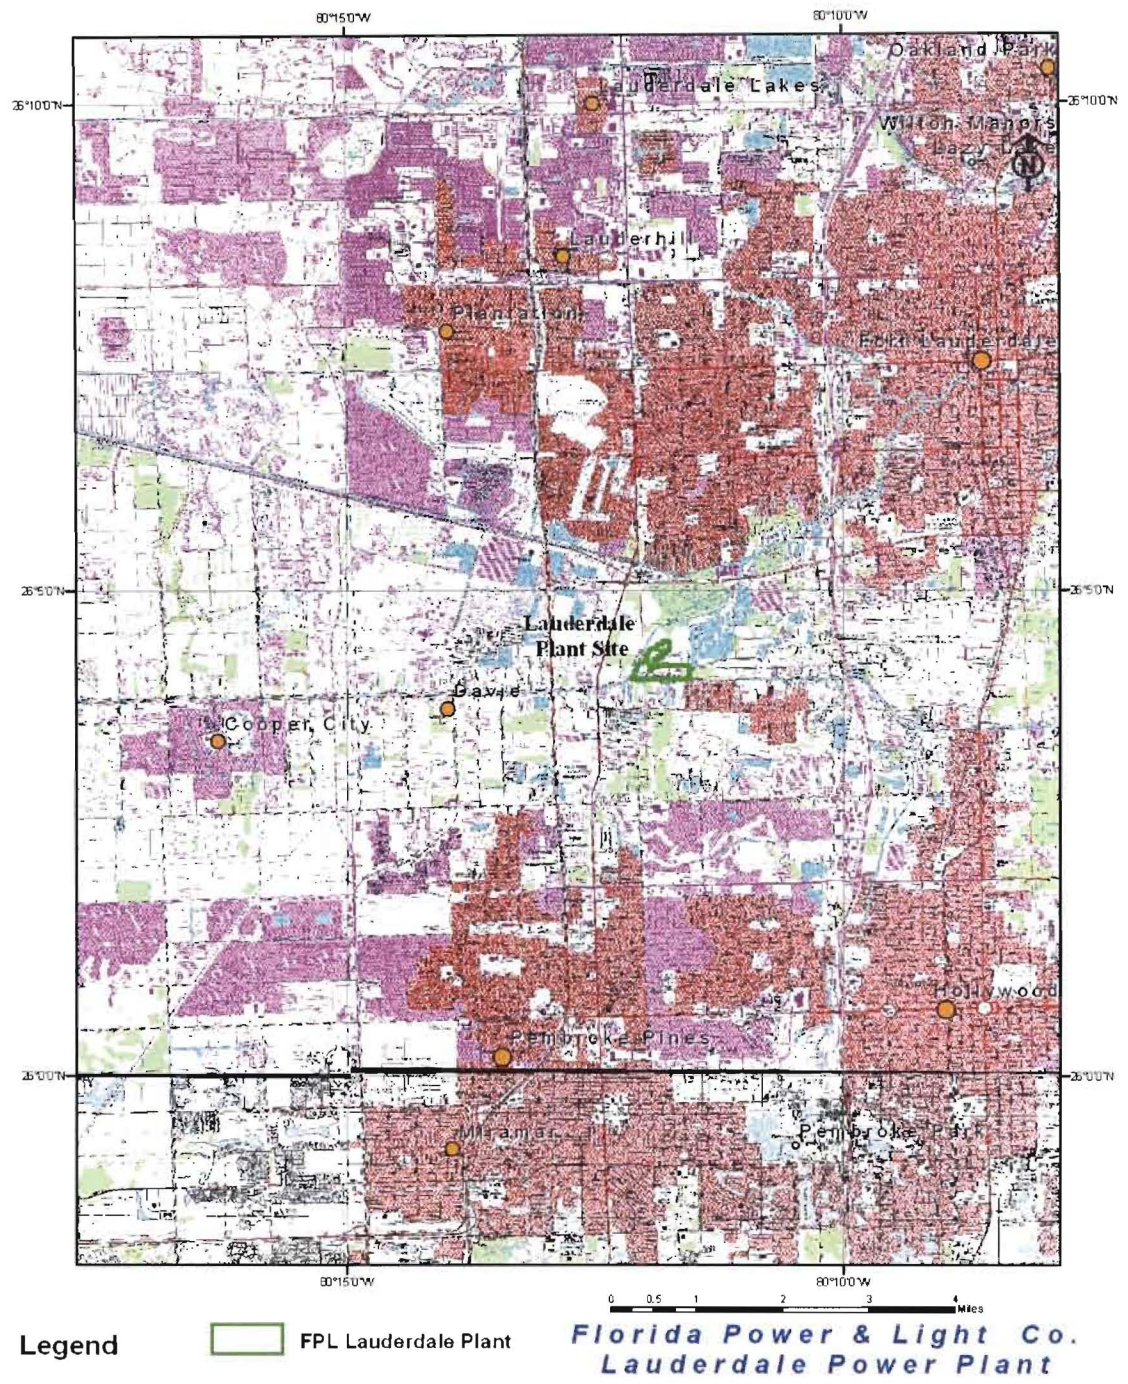 80°15'0"W
80°10'0"W
Oakland Park
Lauderdale Lakes
26°10'0"N
26°10'0"N
Wilton Manors
Lazy Lake
N
Lauderhill
Plantation
Fort Lauderdale
26°5'0"N
26°5'0"N
Lauderdale
Plant Site
Davie
Cooper City
Hollywood
Pembroke Pines
26°0'0"N
26°0'0"N
Miramar
Pembroke Park
80°15'0"W
80°10'0"W
0 0.5 1 2 3 4
Miles
Legend
FPL Lauderdale Plant
Florida Power & Light Co.
Lauderdale Power Plant